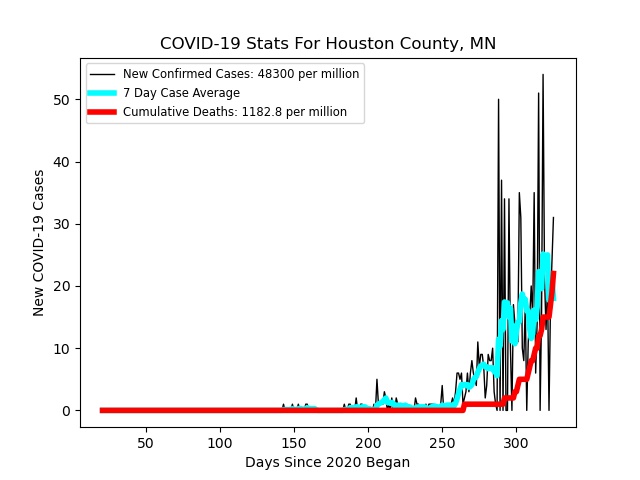 COVID-19 Stats For Houston County, MN
New Confirmed Cases: 48300 per million
7 Day Case Average
Cumulative Deaths: 1182.8 per million
New COVID-19 Cases
50
40
30
20
10
0
50 100 150 200 250 300
Days Since 2020 Began